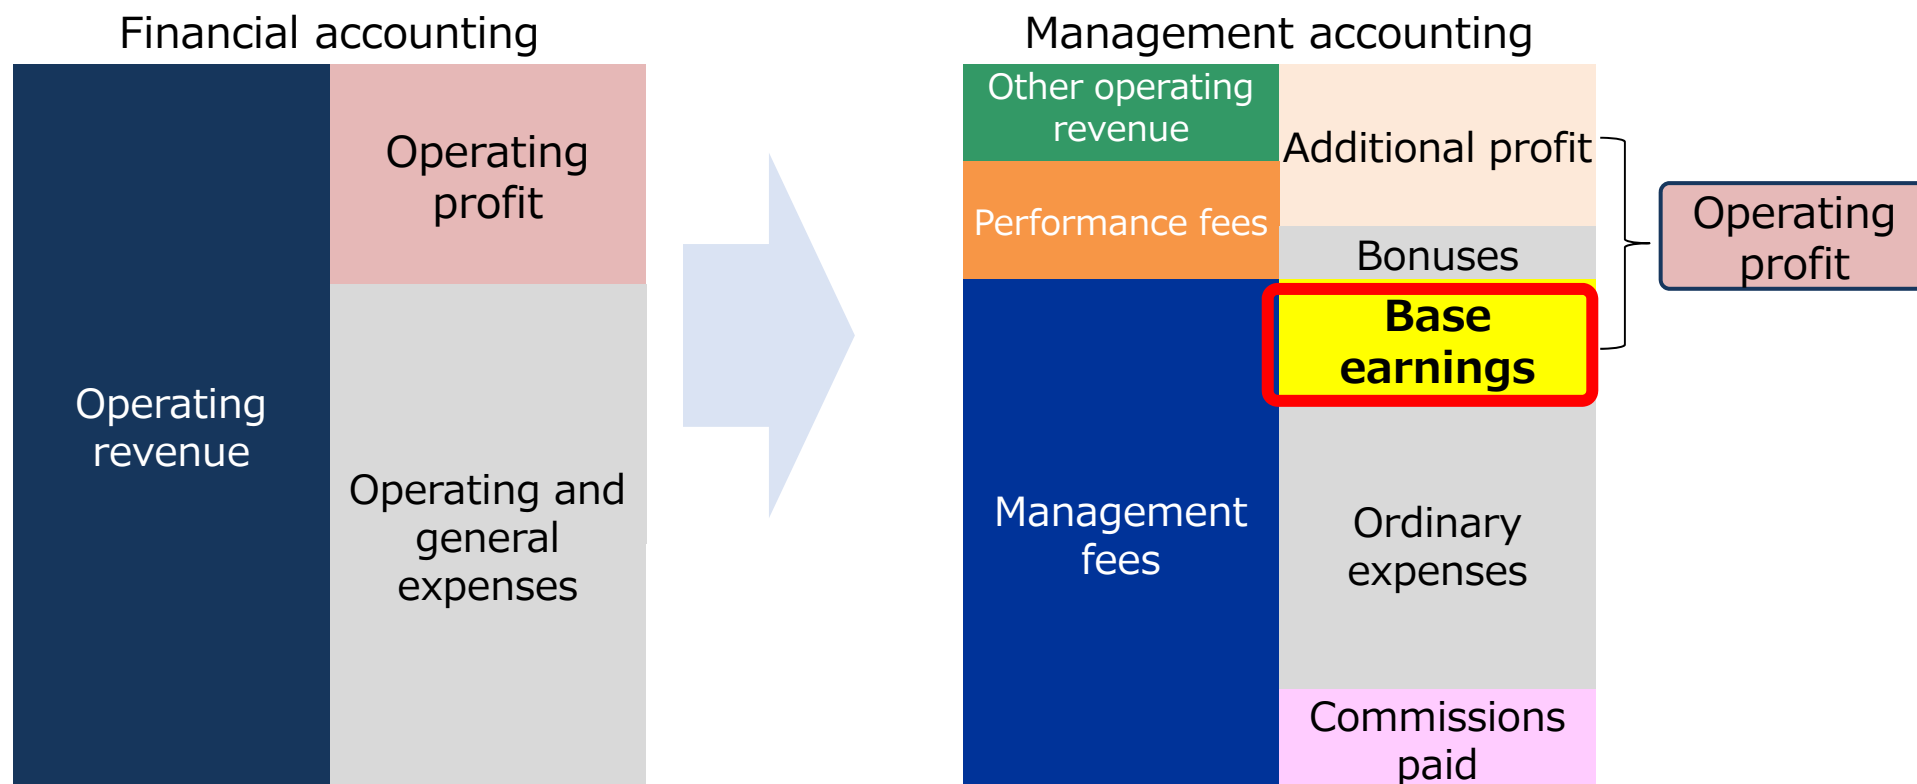 Financial accounting
Operating
revenue
Operating
profit
Operating and
general
expenses
Management accounting
Other operating
revenue
Performance fees
Management
fees
Additional profit
Bonuses
Base
earnings
Ordinary
expenses
Commissions
paid
Operating
profit